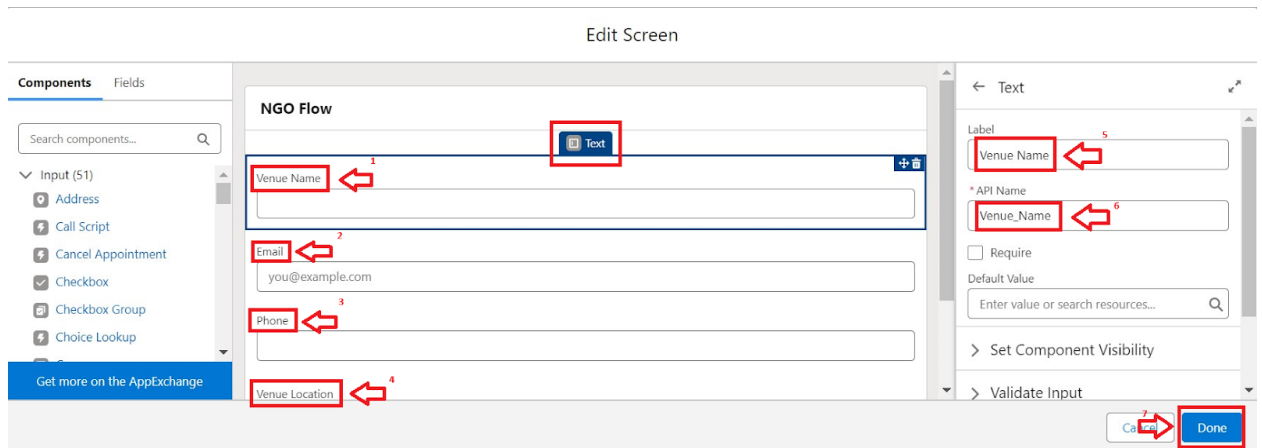 Edit Screen
Components Fields
Search components...
Input (51)
Address
Call Script
Cancel Appointment
Checkbox
Checkbox Group
Choice Lookup
Get more on the AppExchange
NGO Flow
Text
Venue Name 1
Email 2
you@example.com
Phone 3
Venue Location 4
Text
Label
Venue Name 5
* API Name
Venue_Name 6
Require
Default Value
Enter value or search resources...
Set Component Visibility
Validate Input
Cancel 7 Done